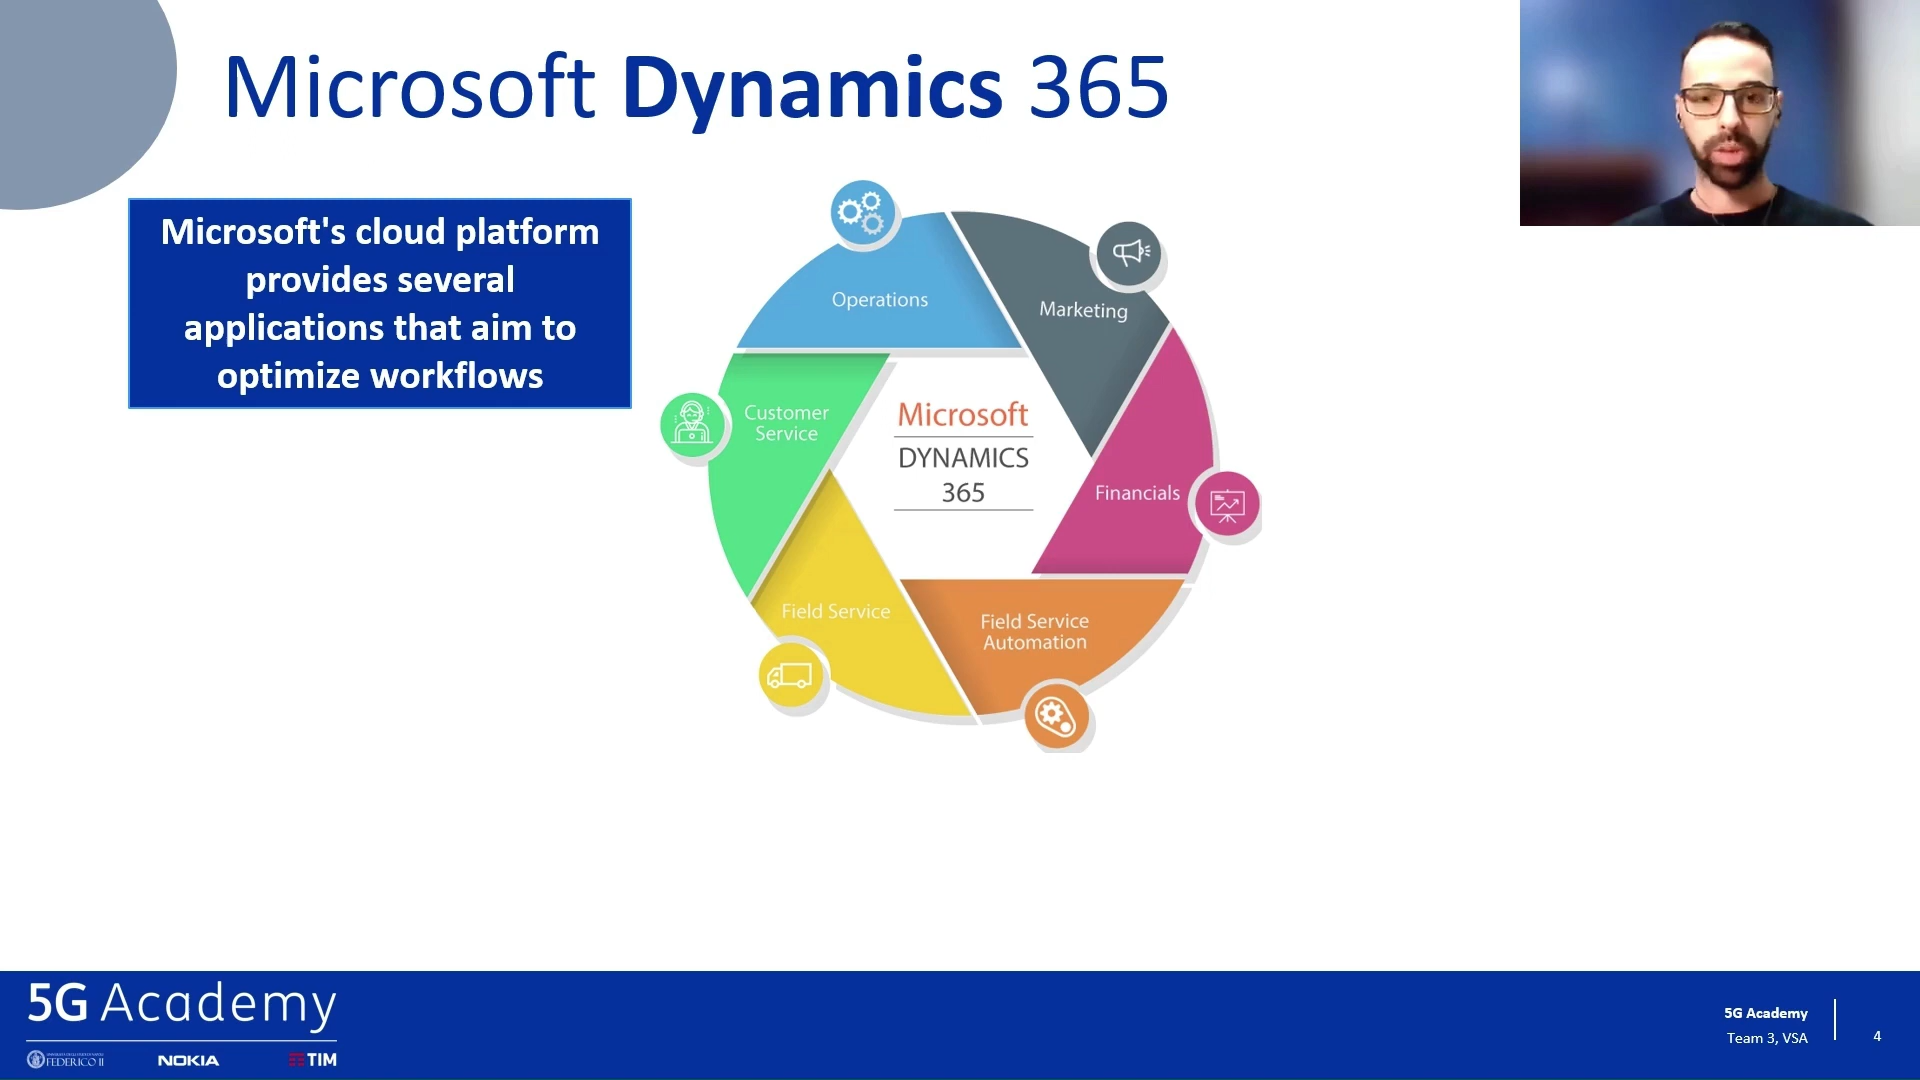 Microsoft Dynamics 365
Microsoft's cloud platform
provides several
applications that aim to
optimize workflows
Operations
Marketing
Customer
Service
Microsoft
DYNAMICS
365
Financials
Field Service
Field Service
Automation
5G Academy
FEDERICO II
NOKIA
TIM
5G Academy
Team 3, VSA
4